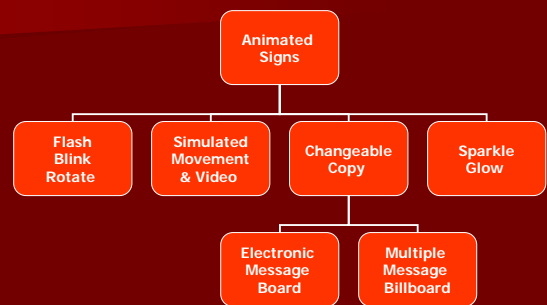 Animated
Signs
Flash
Blink
Rotate
Simulated
Movement
& Video
Changeable
Copy
Sparkle
Glow
Electronic
Message
Board
Multiple
Message
Billboard